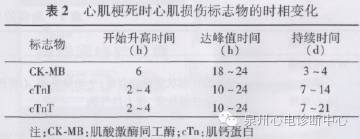 表2 心肌梗死时心肌损伤标志物的时相变化
标志物 开始升高时间(h) 达峰值时间(h) 持续时间(d)
CK-MB 6 18~24 3~4
cTnI 2~4 10~24 7~14
cTnT 2~4 10~24 7~21
注:CK-MB:肌酸激酶同工酶;cTn:肌钙蛋白
泉州心电诊断中心